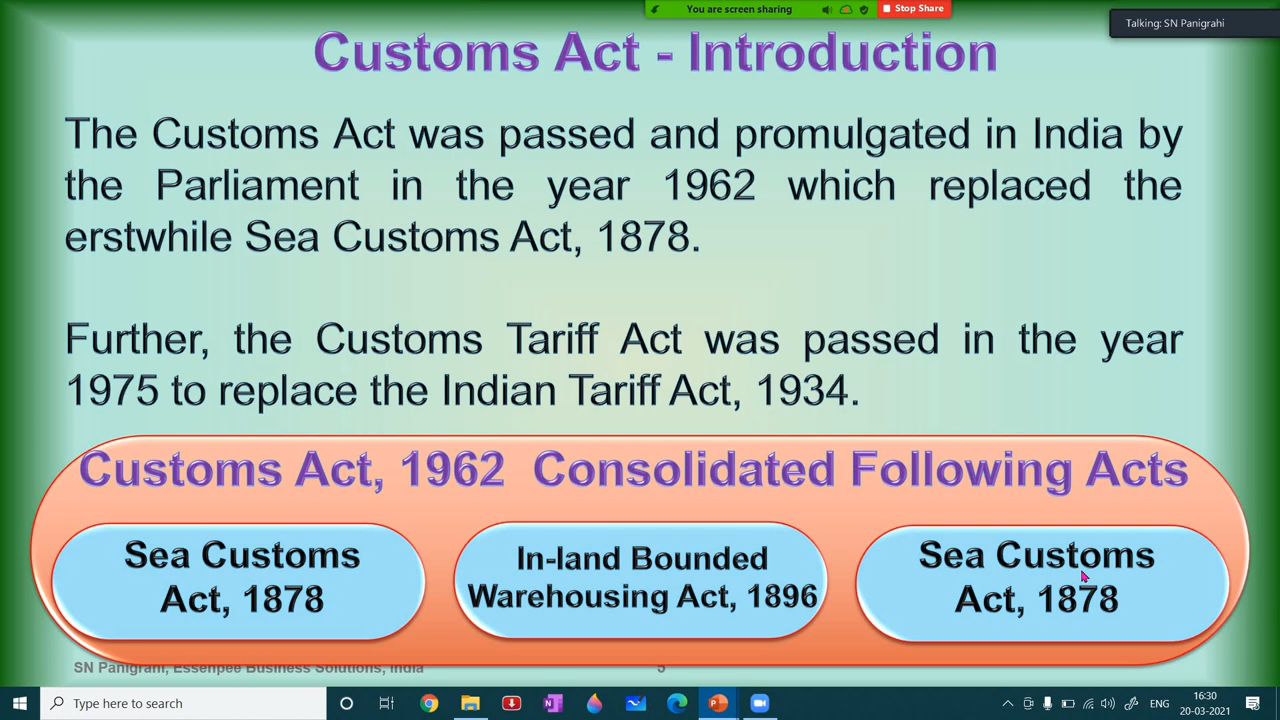 You are screen sharing
Stop Share
Talking: SN Panigrahi
Customs Act - Introduction
The Customs Act was passed and promulgated in India by
the Parliament in the year 1962 which replaced the
erstwhile Sea Customs Act, 1878.
Further, the Customs Tariff Act was passed in the year
1975 to replace the Indian Tariff Act, 1934.
Customs Act, 1962 Consolidated Following Acts
Sea Customs
Act, 1878
In-land Bounded
Warehousing Act, 1896
Sea Customs
Act, 1878
SN Panigrahi, Essenpee Business Solutions, India
5
Type here to search
ENG
16:30
20-03-2021